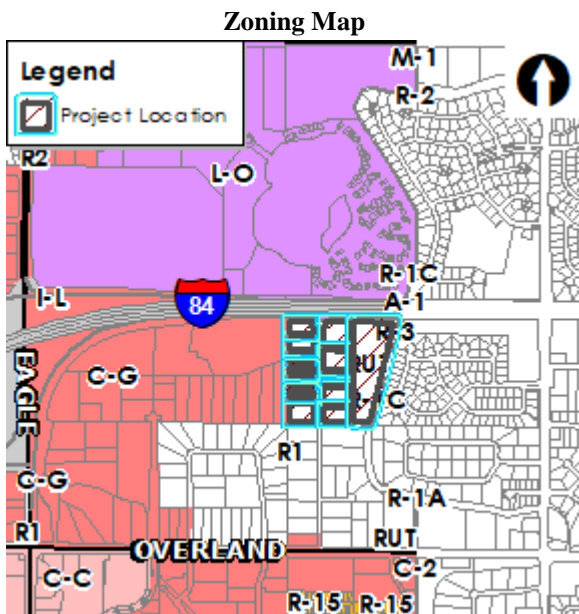 Zoning Map
Legend
Project Location
M-1
R-2
R2
L-O
R-1C
A-1
I-L
84
R-3
EAGLE
C-G
RUT
C
R1
C-G
R-1A
R1
OVERLAND
RUT
C-C
C-2
R-15
R-15